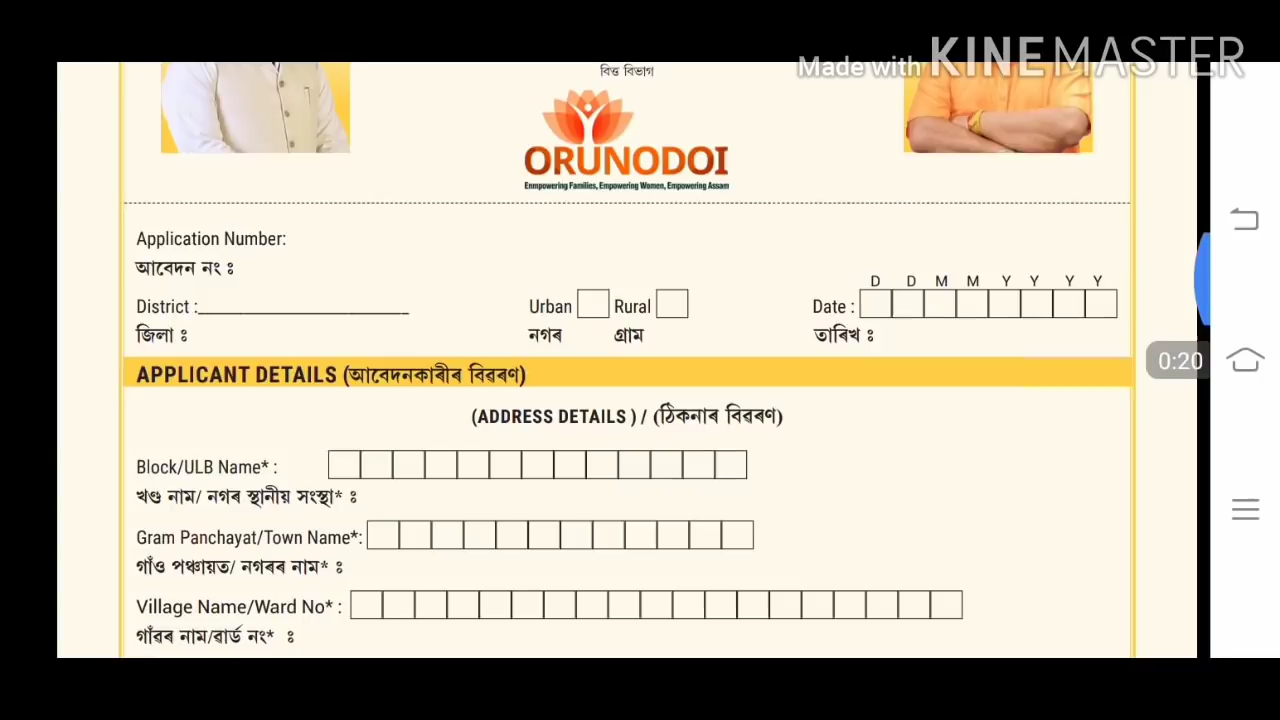 Made with KINEMASTER
বিত্ত বিভাগ
ORUNODOI
Enmpowering Families, Empowering Women, Empowering Assam
Application Number:
আবেদন নং ঃ
D D M M Y Y Y Y
District : Urban Rural Date :
জিলা ঃ নগৰ গ্ৰাম তাৰিখ ঃ
0:20
APPLICANT DETAILS (আবেদনকাৰীৰ বিৱৰণ)
(ADDRESS DETAILS ) / (ঠিকনাৰ বিৱৰণ)
Block/ULB Name* :
খণ্ড নাম/ নগৰ স্থানীয় সংস্থা* ঃ
Gram Panchayat/Town Name*:
গাঁও পঞ্চায়ত/ নগৰৰ নাম* ঃ
Village Name/Ward No* :
গাঁৱৰ নাম/ৱাৰ্ড নং* ঃ